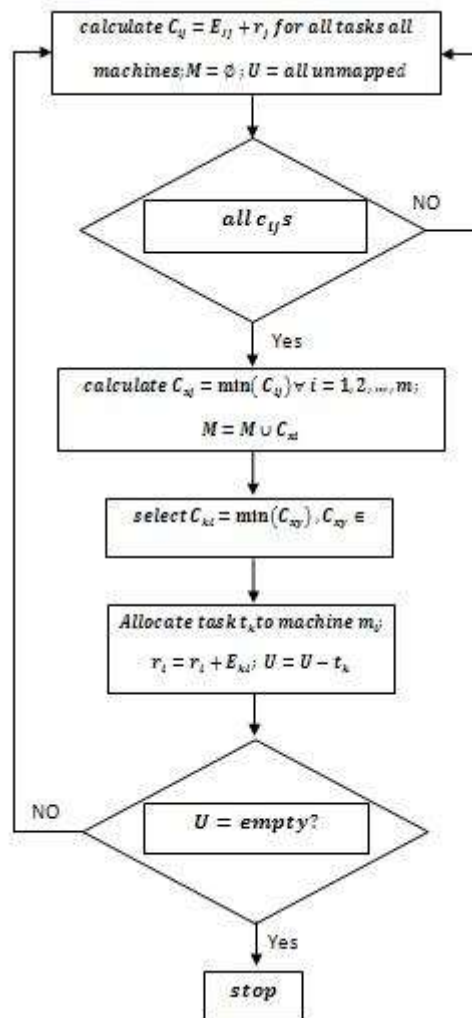 calculate C_ij = E_ij + r_j for all tasks all
machines; M = ∅ ; U = all unmapped
all c_ij s
NO
Yes
calculate C_xj = min( C_ij) ∀ i = 1, 2, ..., m;
M = M ∪ C_xi
select C_kl = min(C_xy) , C_xy ∈
Allocate task t_k to machine m_l;
r_l = r_l + E_kl; U = U − t_k
NO
U = empty?
Yes
stop